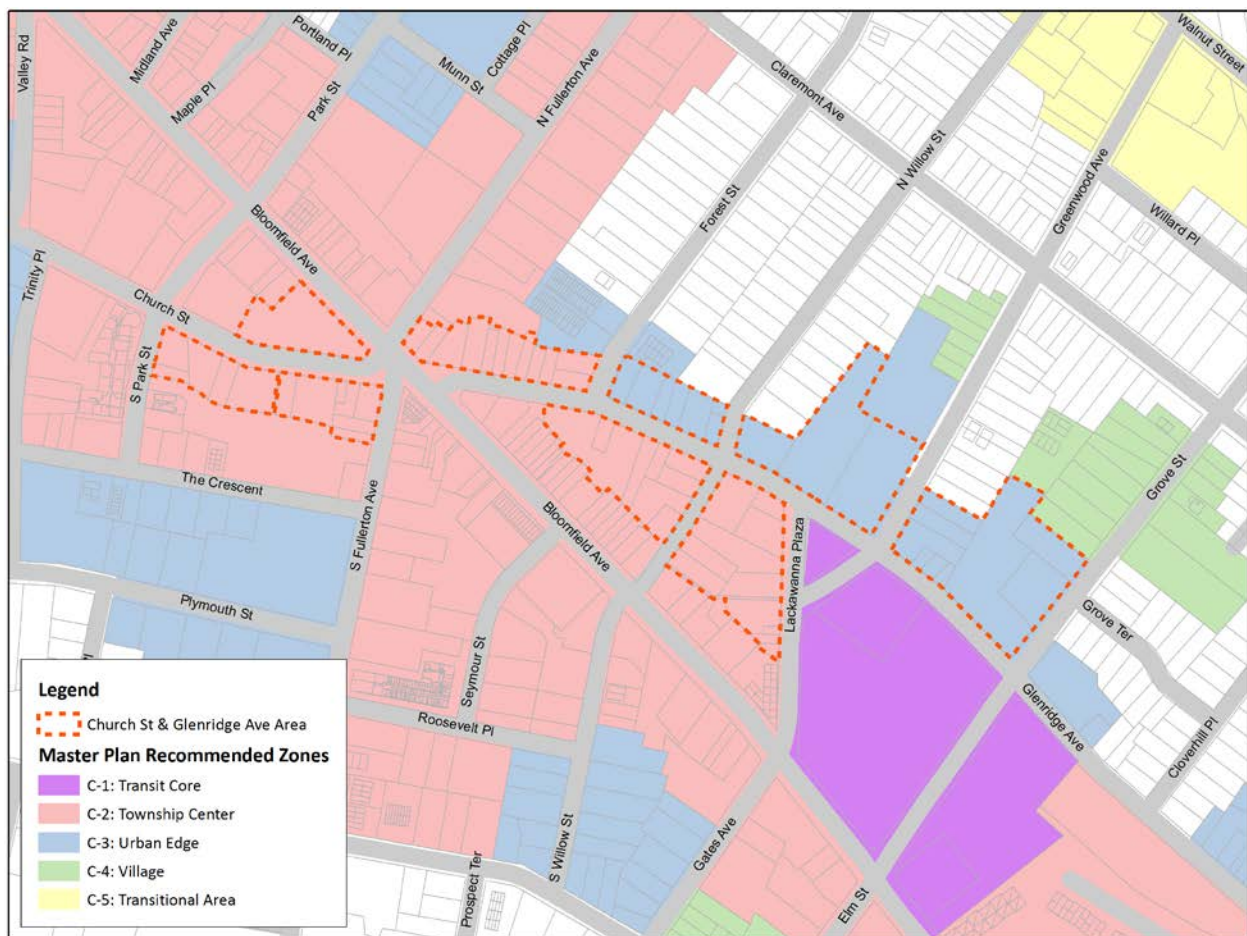 Valley Rd
Midland Ave
Maple Pl
Portland Pl
Park St
Munn St
Cottage Pl
N Fullerton Ave
Claremont Ave
Walnut Street
N Willow St
Greenwood Ave
Forest St
Willard Pl
Bloomfield Ave
Trinity Pl
Church St
S Park St
The Crescent
S Fullerton Ave
Bloomfield Ave
Lackawanna Plaza
Grove St
Plymouth St
Pl
Seymour St
Grove Ter
Glenridge Ave
Cloverhill Pl
Roosevelt Pl
S Willow St
Gates Ave
Elm St
Prospect Ter
Legend
Church St & Glenridge Ave Area
Master Plan Recommended Zones
C-1: Transit Core
C-2: Township Center
C-3: Urban Edge
C-4: Village
C-5: Transitional Area